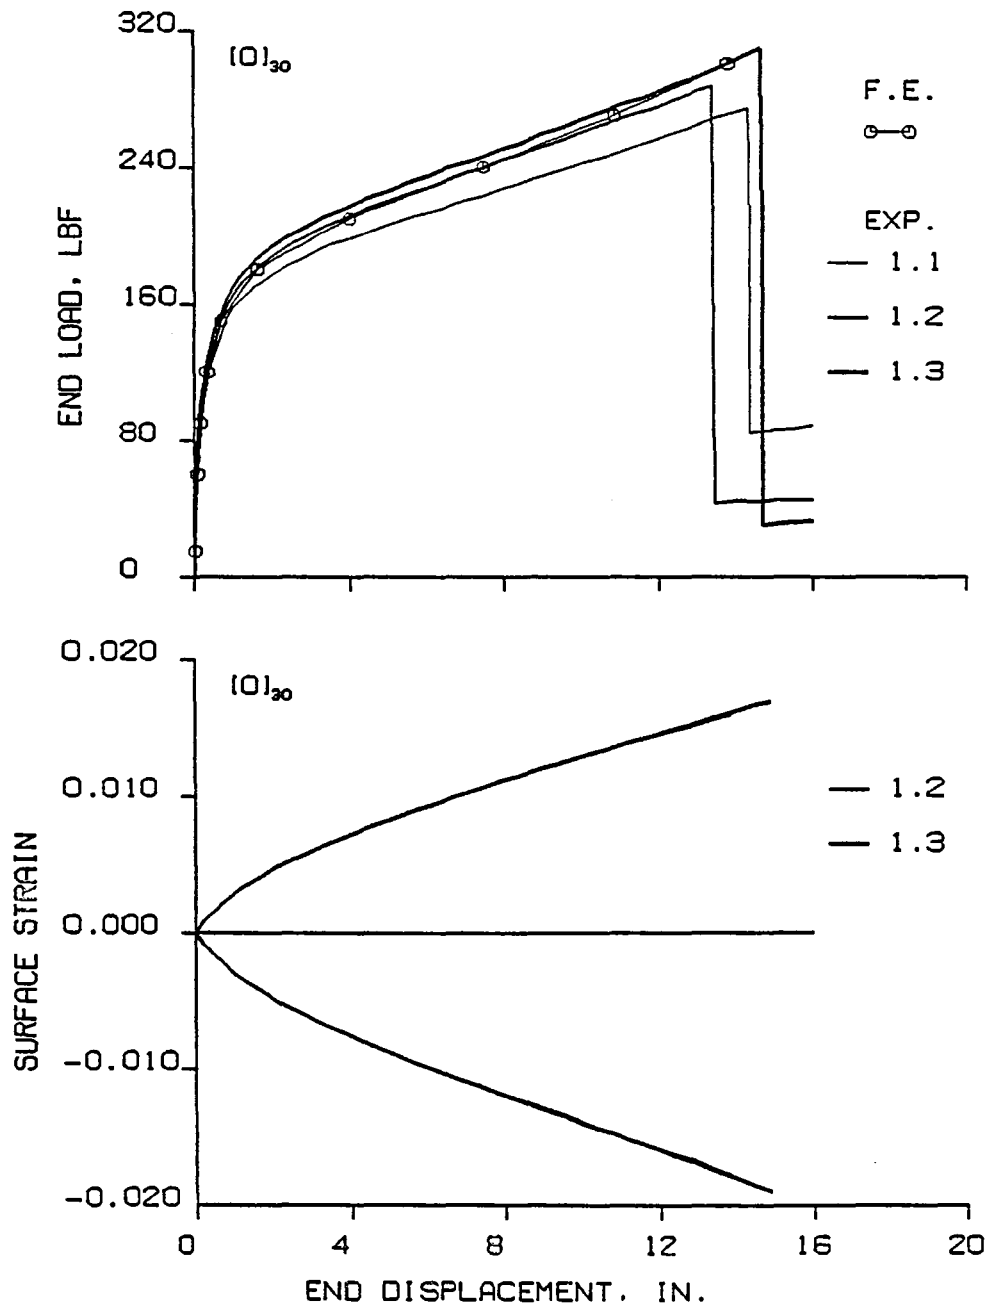 320
[0]30
F.E.
240
END LOAD, LBF
EXP.
1.1
160
1.2
1.3
80
0
0.020
[0]30
0.010
1.2
1.3
SURFACE STRAIN
0.000
-0.010
-0.020
0 4 8 12 16 20
END DISPLACEMENT, IN.